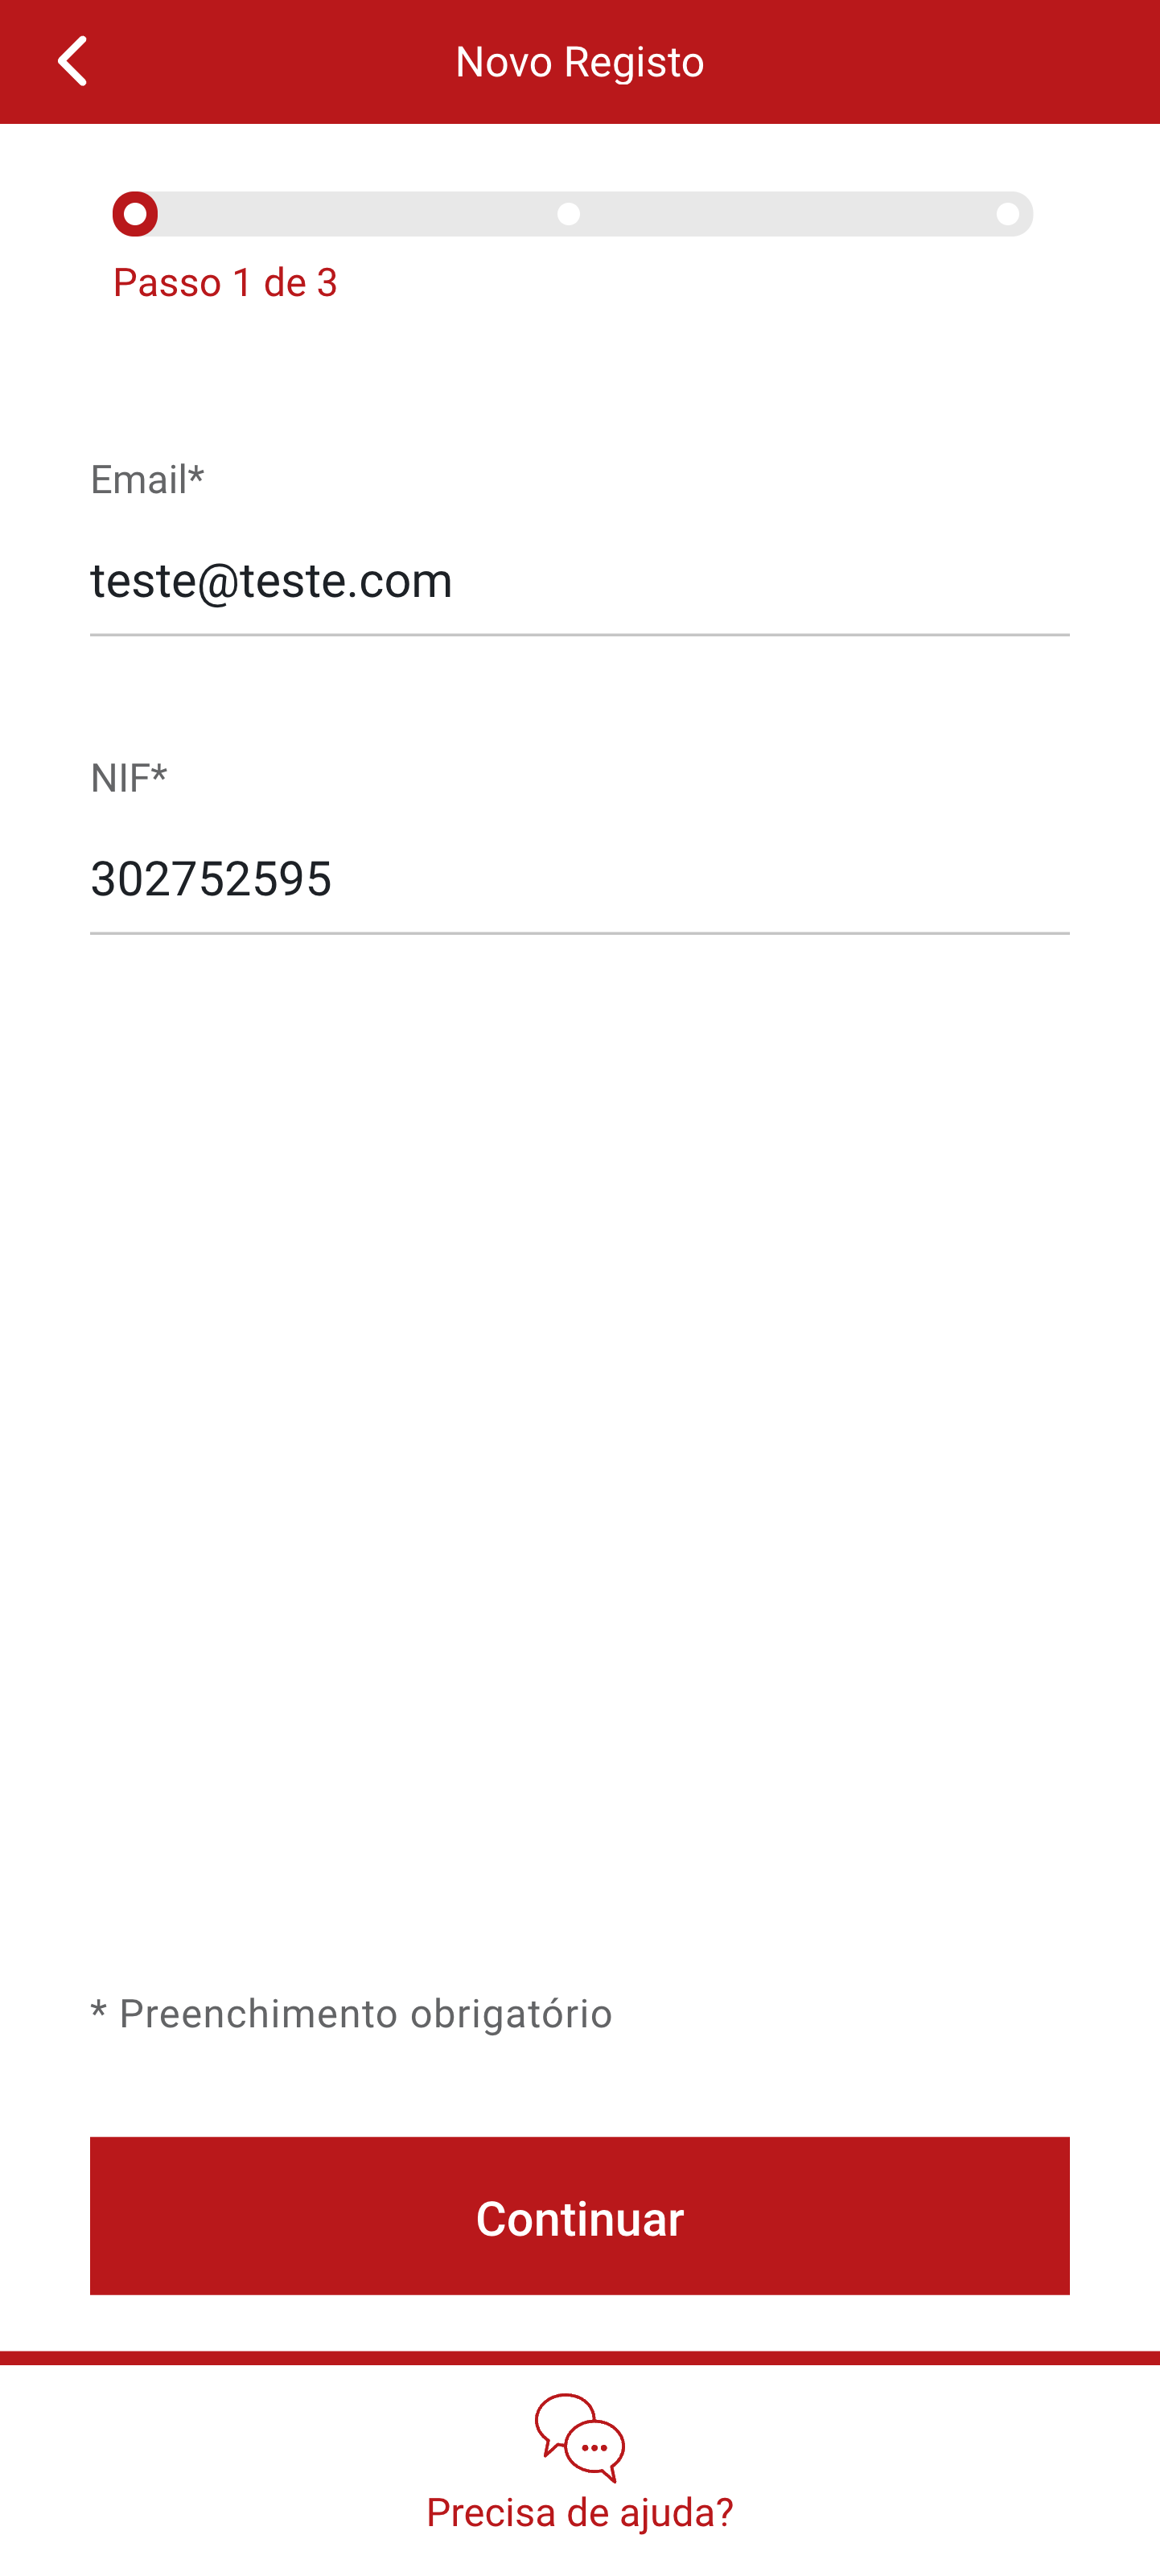 Novo Registo
Passo 1 de 3
Email*
teste@teste.com
NIF*
302752595
* Preenchimento obrigatório
Continuar
Precisa de ajuda?